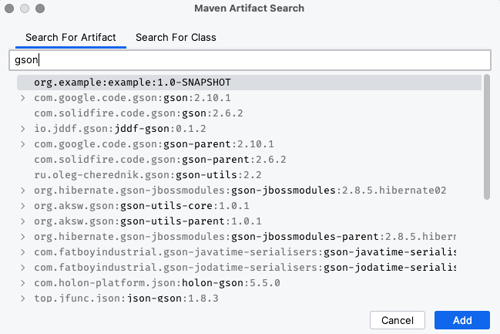 Maven Artifact Search
Search For Artifact Search For Class
gson
org.example:example:1.0-SNAPSHOT
com.google.code.gson:gson:2.10.1
com.solidfire.code.gson:gson:2.6.2
io.jddf.gson:jddf-gson:0.1.2
com.google.code.gson:gson-parent:2.10.1
com.solidfire.code.gson:gson-parent:2.6.2
ru.oleg-cherednik.gson:gson-utils:2.2
org.hibernate.gson-jbossmodules:gson-jbossmodules:2.8.5.hibernate02
org.aksw.gson:gson-utils-core:1.0.1
org.aksw.gson:gson-utils-parent:1.0.1
org.hibernate.gson-jbossmodules:gson-jbossmodules-parent:2.8.5.hibern
com.fatboyindustrial.gson-javatime-serialisers:gson-javatime-serialis
com.fatboyindustrial.gson-jodatime-serialisers:gson-jodatime-serialis
com.holon-platform.json:holon-gson:5.5.0
top.jfunc.json:json-gson:1.8.3
Cancel Add